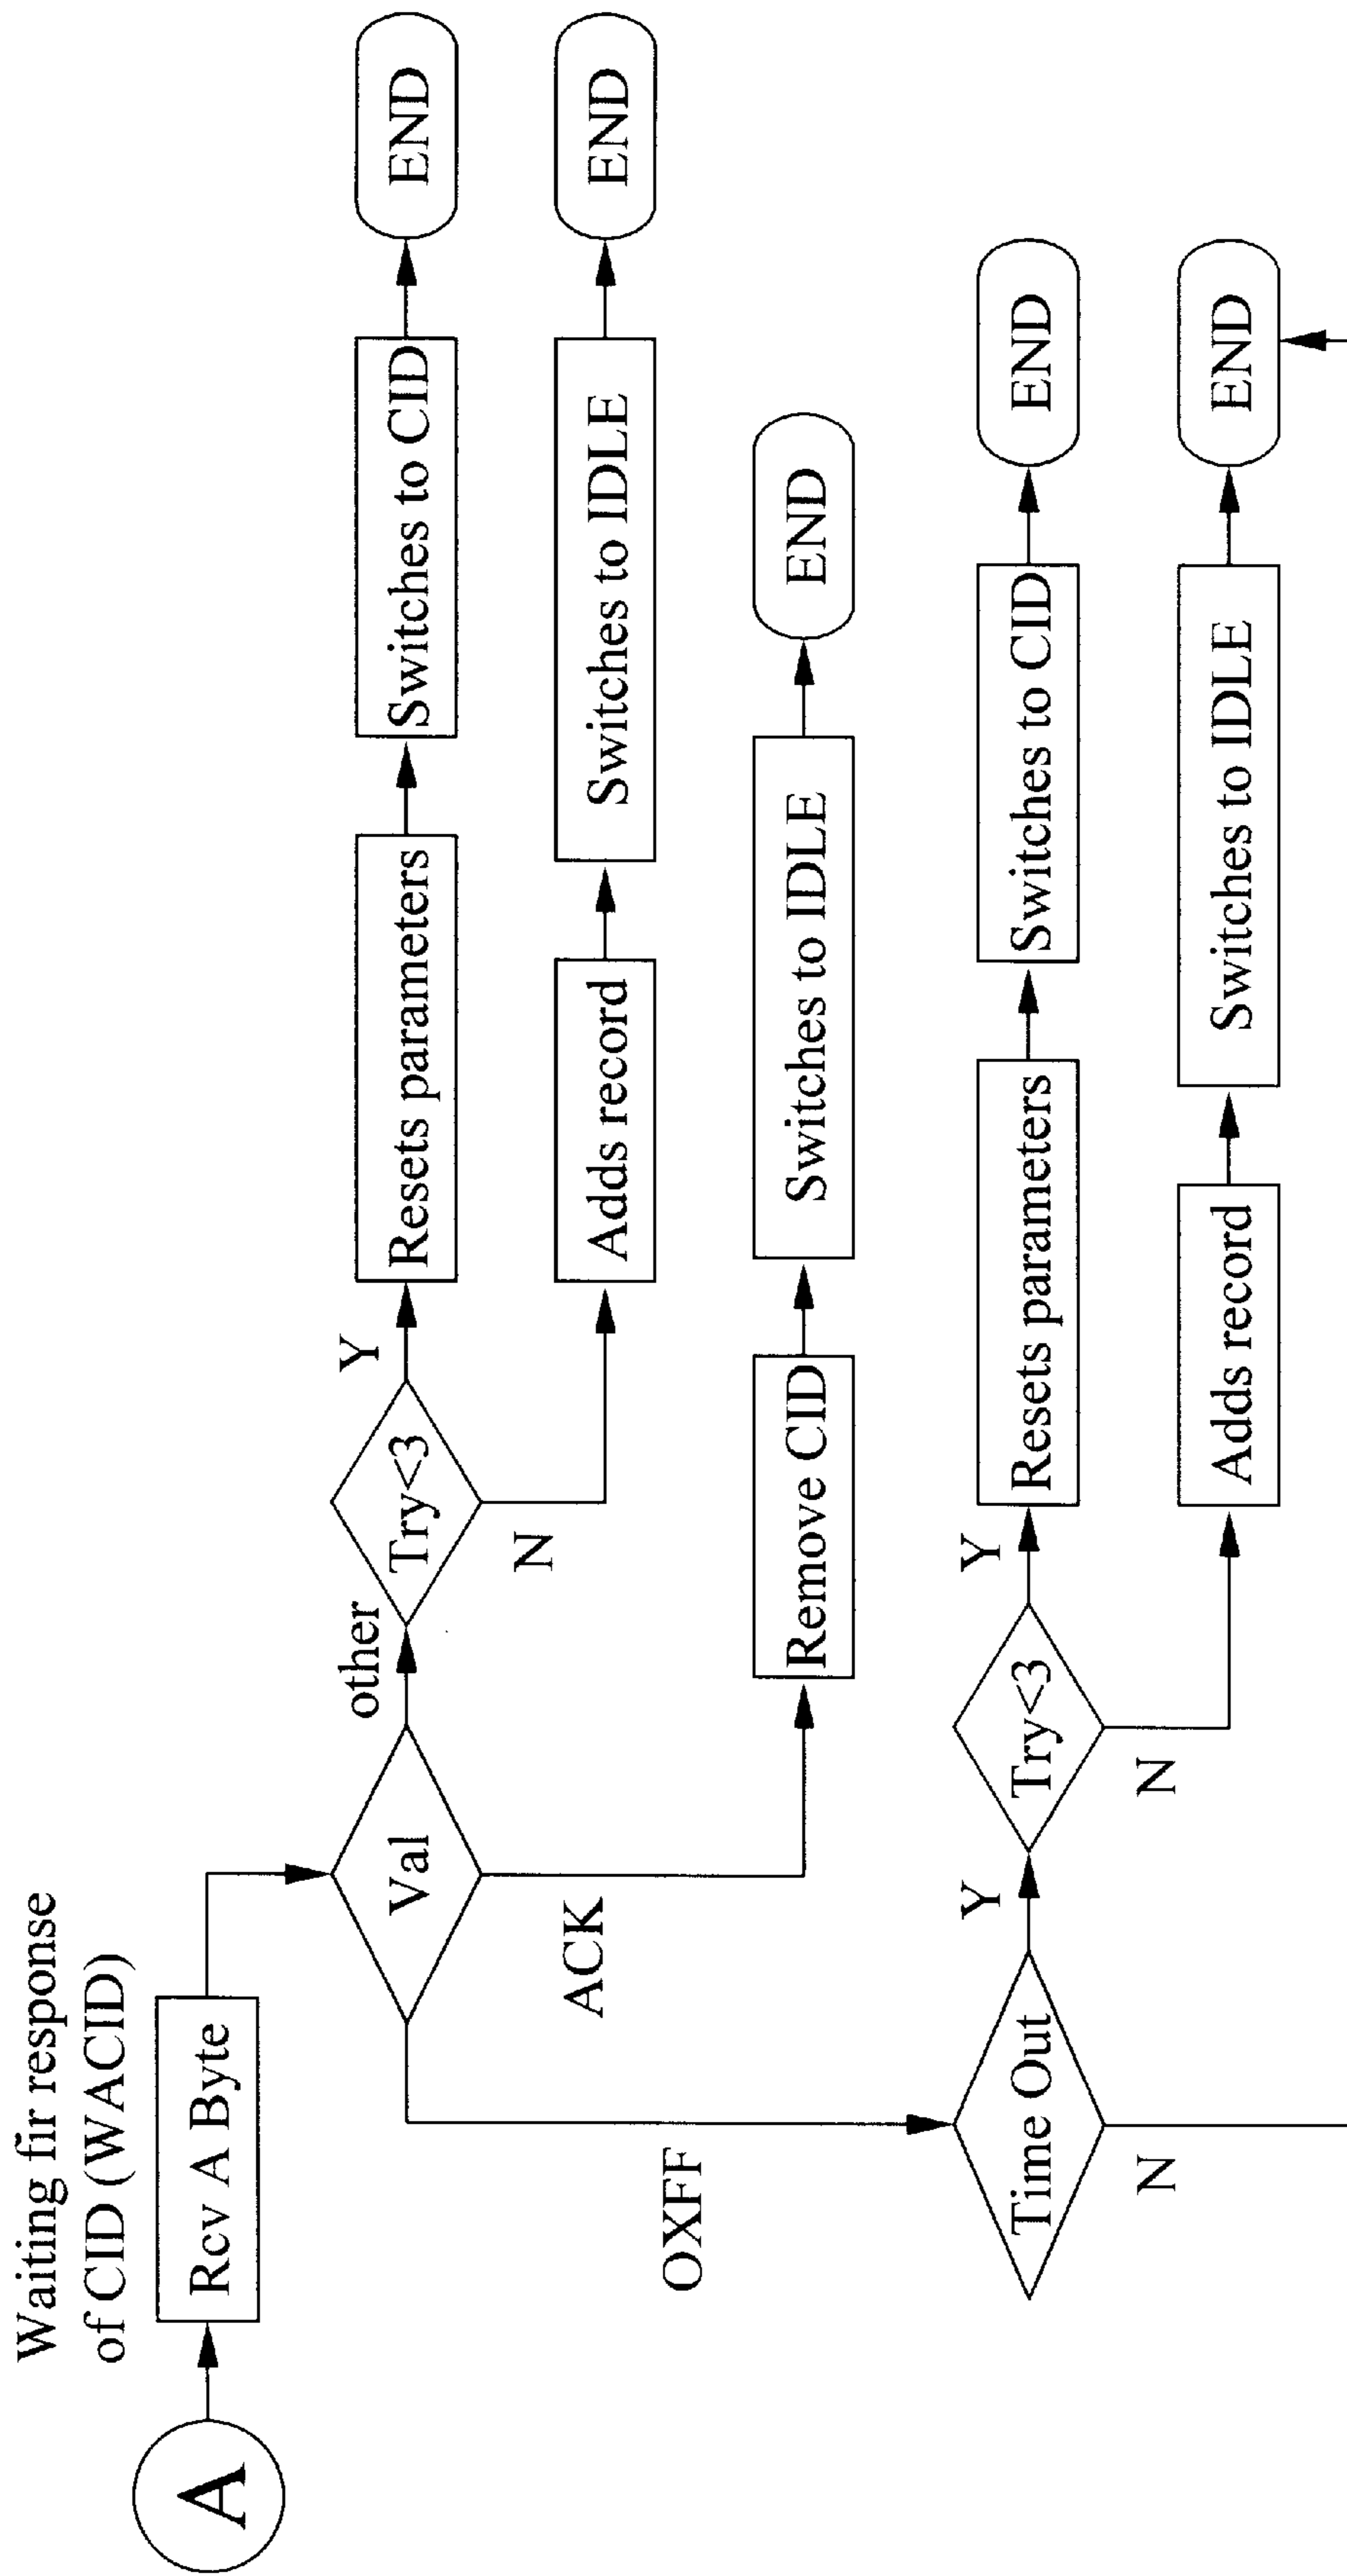 Waiting fir response
of CID (WACID)
A
Rcv A Byte
Val
other
Try<3
Y
Resets parameters
Switches to CID
END
N
Adds record
Switches to IDLE
END
ACK
Remove CID
Switches to IDLE
END
OXFF
Time Out
Y
Try<3
Y
Resets parameters
Switches to CID
END
N
Adds record
Switches to IDLE
END
N